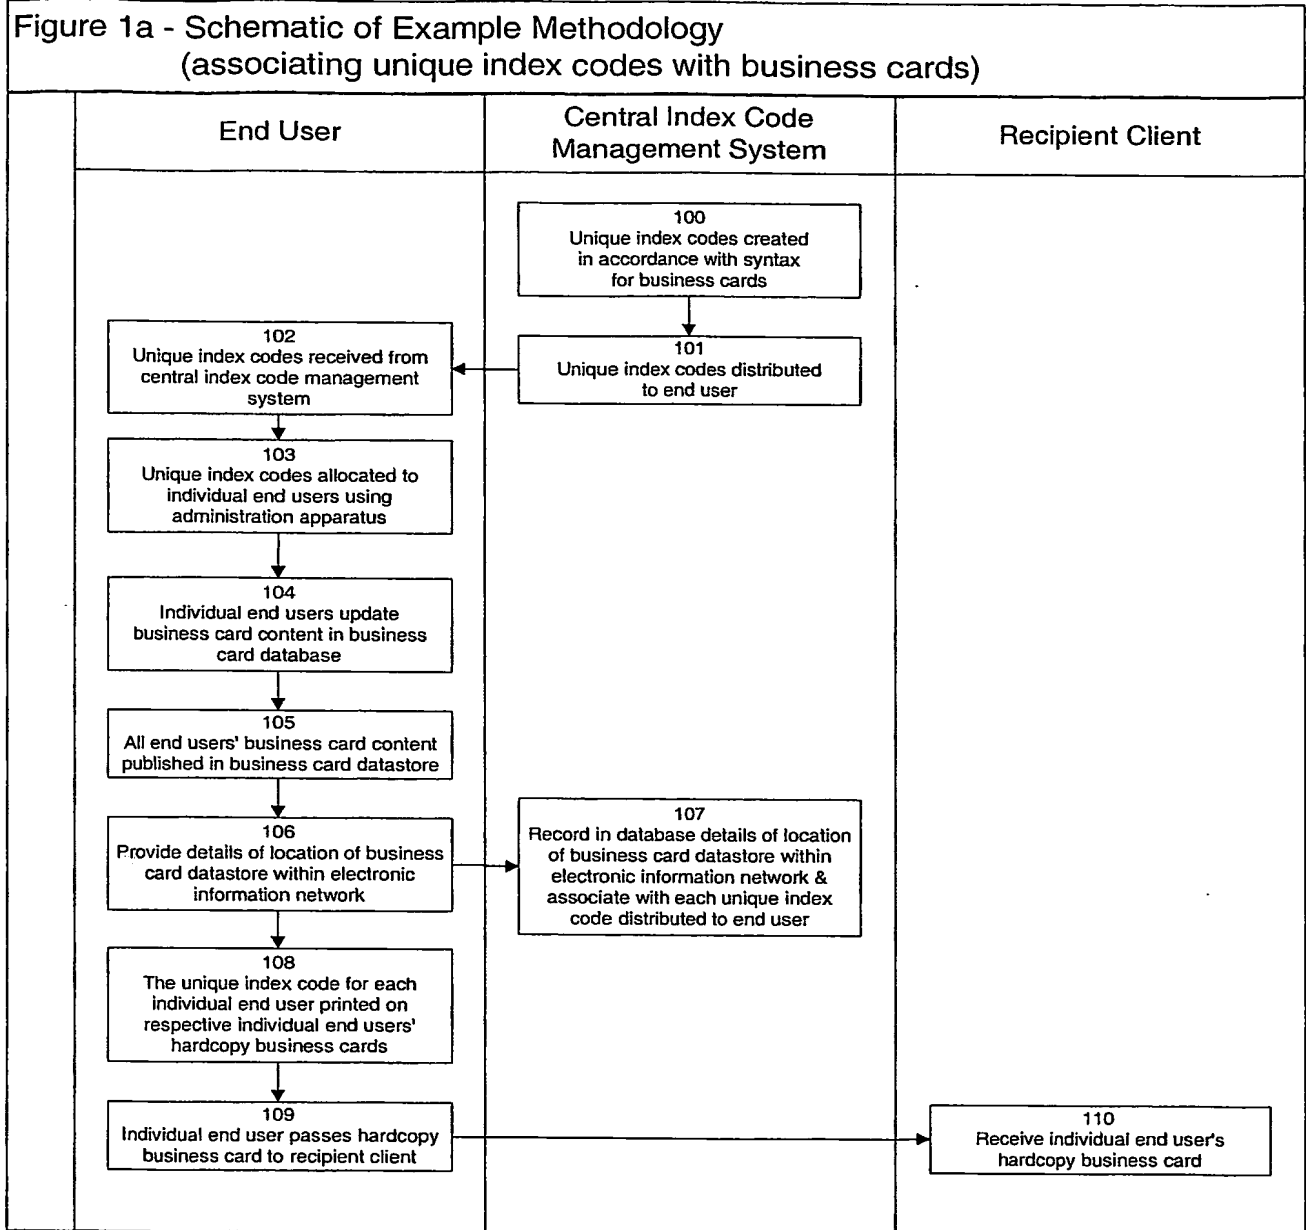 Figure 1a - Schematic of Example Methodology
(associating unique index codes with business cards)
End User
Central Index Code
Management System
Recipient Client
100
Unique index codes created
in accordance with syntax
for business cards
101
Unique index codes distributed
to end user
102
Unique index codes received from
central index code management
system
103
Unique index codes allocated to
individual end users using
administration apparatus
104
Individual end users update
business card content in business
card database
105
All end users' business card content
published in business card datastore
106
Provide details of location of business
card datastore within electronic
information network
107
Record in database details of location
of business card datastore within
electronic information network &
associate with each unique index
code distributed to end user
108
The unique index code for each
individual end user printed on
respective individual end users'
hardcopy business cards
109
Individual end user passes hardcopy
business card to recipient client
110
Receive individual end user's
hardcopy business card